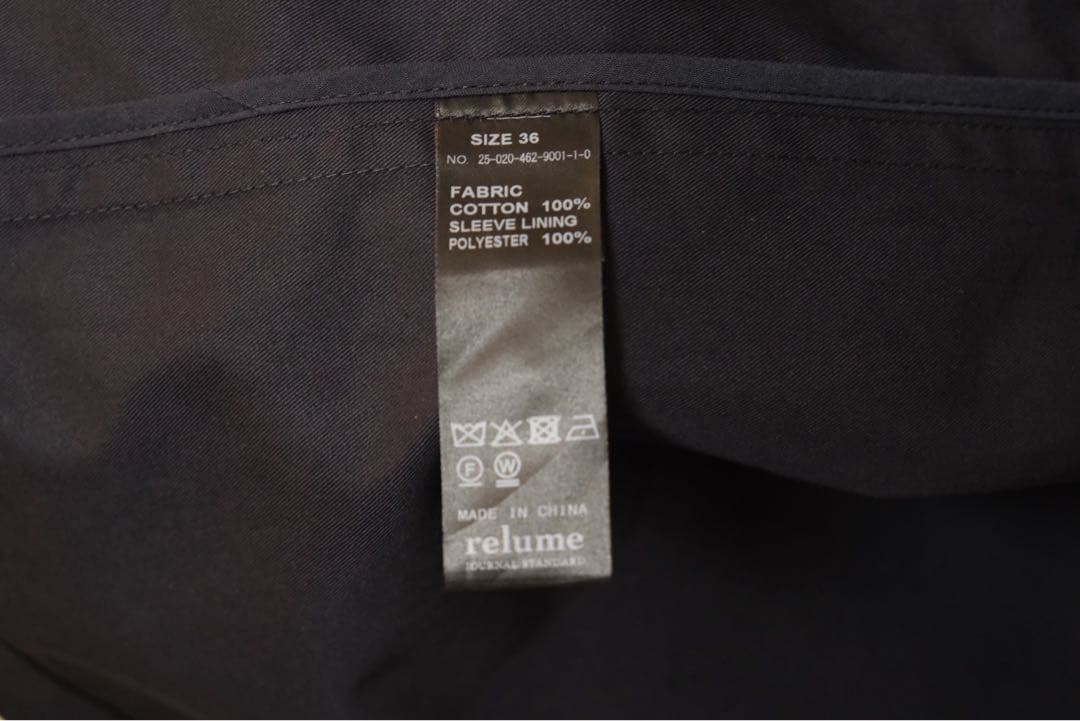 SIZE 36
NO. 25-020-462-9001-1-0
FABRIC
COTTON 100%
SLEEVE LINING
POLYESTER 100%
F W
MADE IN CHINA
relume
JOURNAL STANDARD